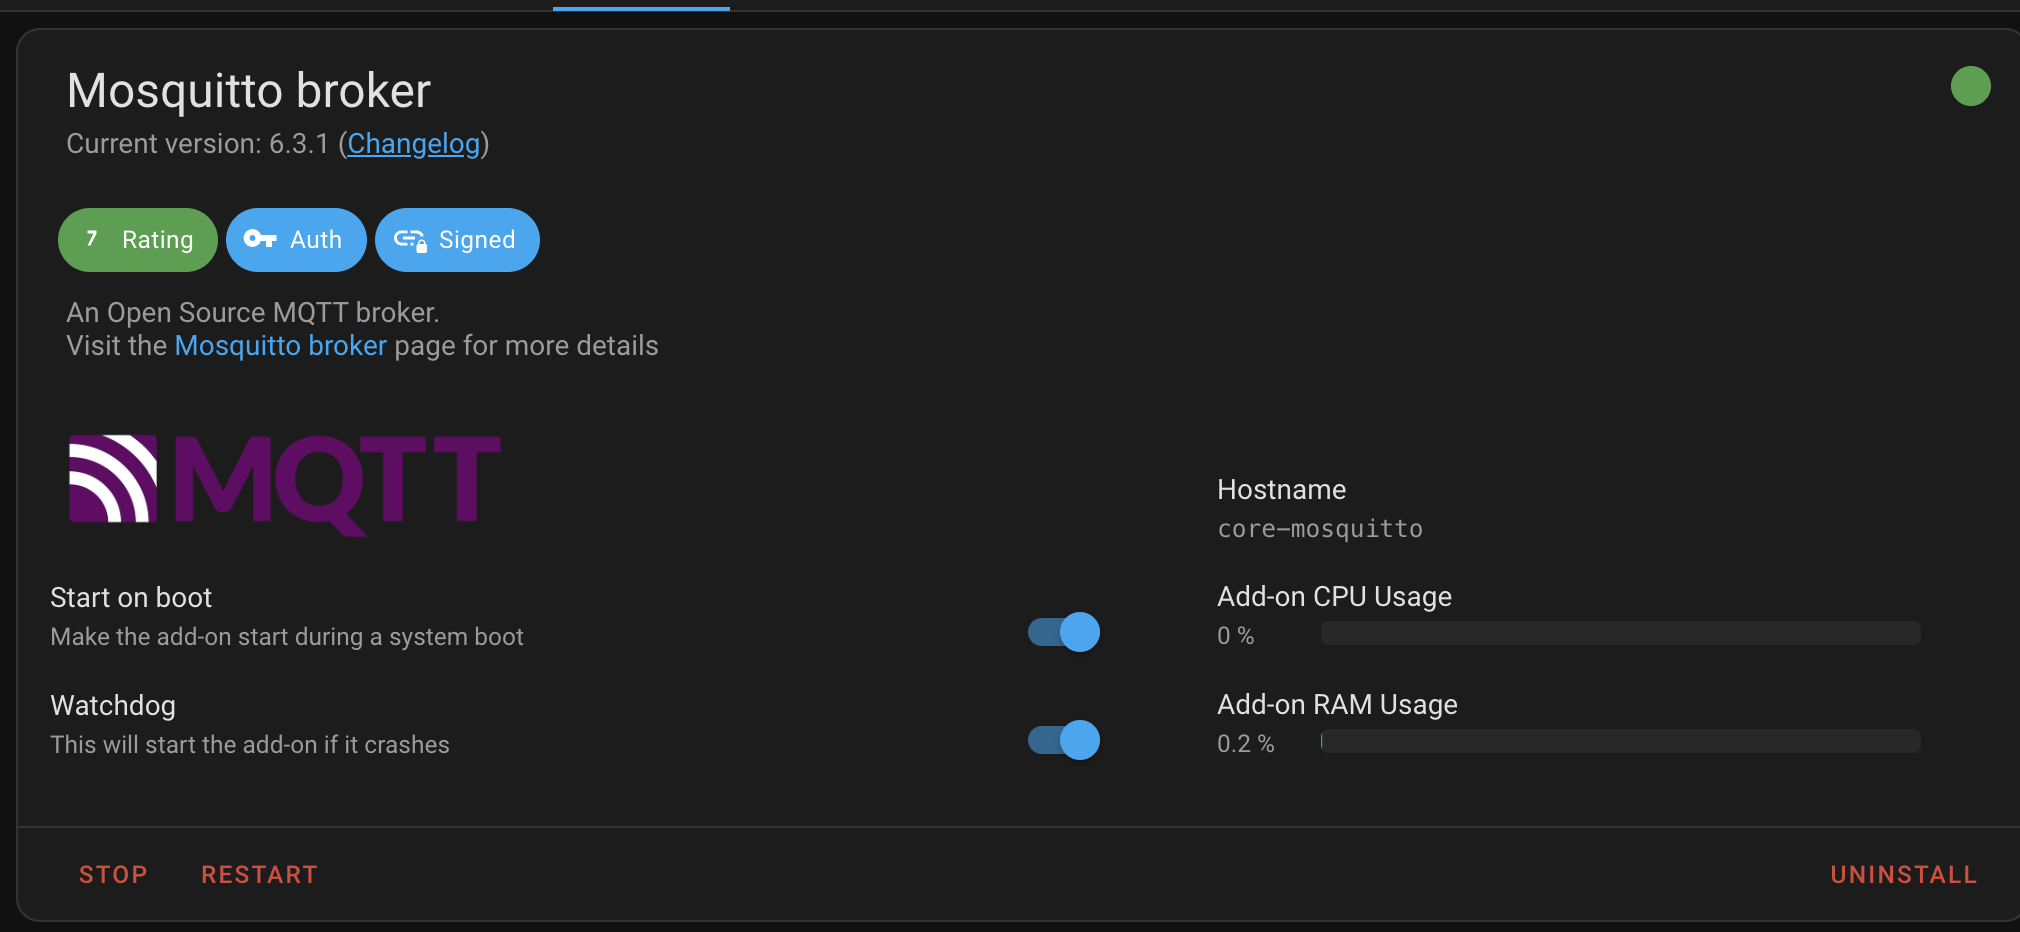 Mosquitto broker
Current version: 6.3.1 (Changelog)
7 Rating
Auth
Signed
An Open Source MQTT broker.
Visit the Mosquitto broker page for more details
MQTT
Hostname
core-mosquitto
Start on boot
Make the add-on start during a system boot
Add-on CPU Usage
0 %
Watchdog
This will start the add-on if it crashes
Add-on RAM Usage
0.2 %
STOP
RESTART
UNINSTALL